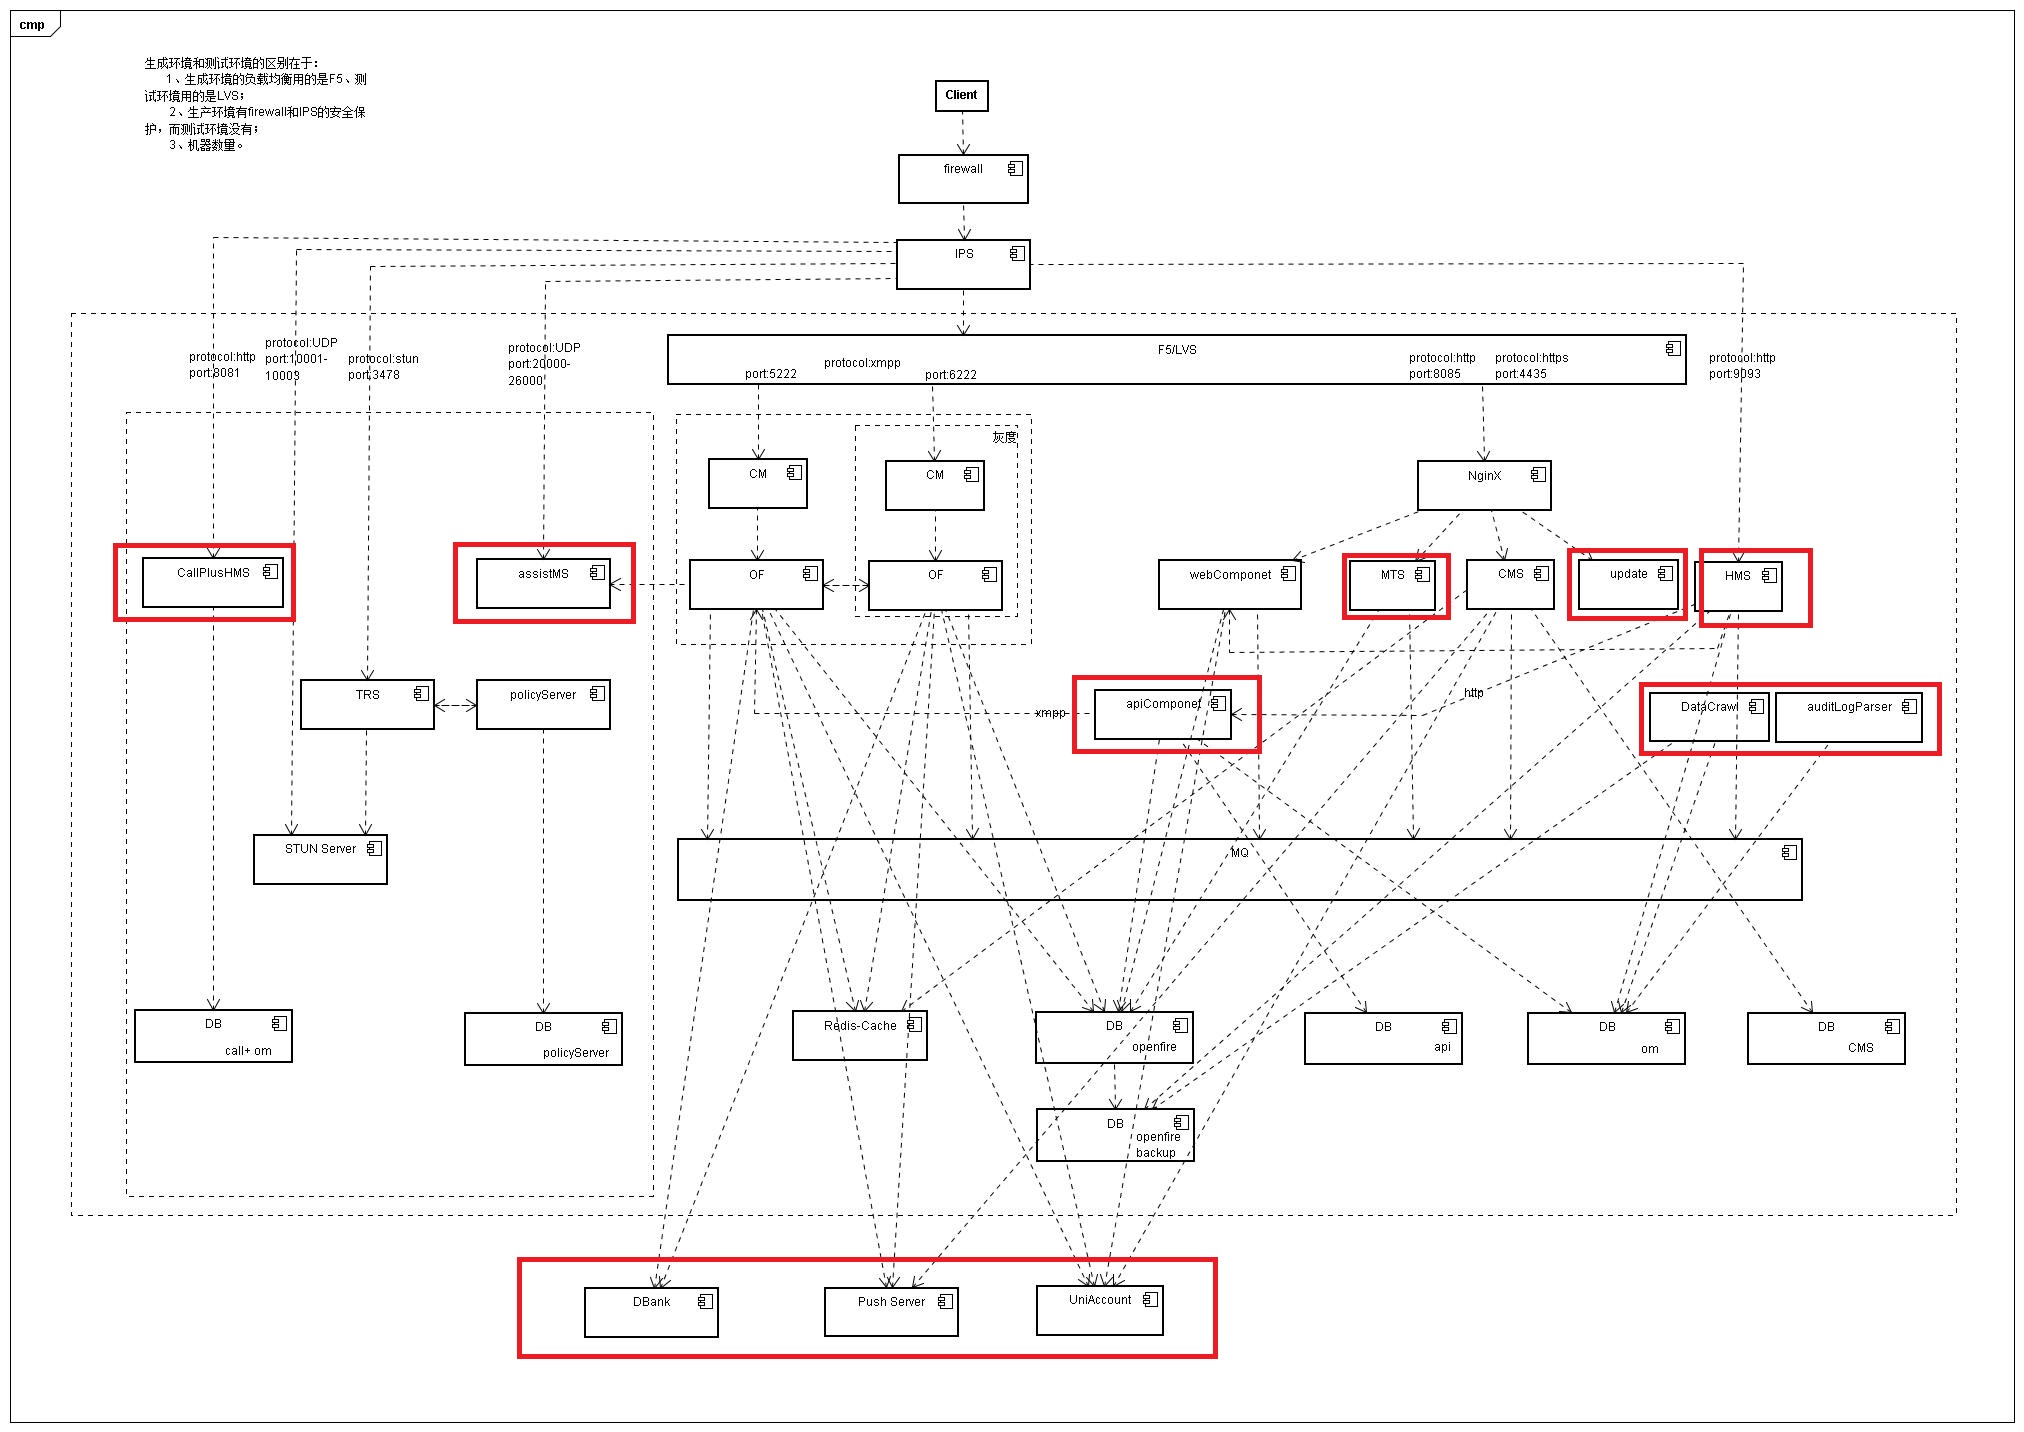 cmp
生成环境和测试环境的区别在于：
1、生成环境的负载均衡用的是F5、测
试环境用的是LVS；
2、生产环境有firewall和IPS的安全保
护，而测试环境没有；
3、机器数量。
Client
firewall
IPS
F5/LVS
protocol:http
port:8081
protocol:UDP
port:10001-
10003
protocol:stun
port:3478
protocol:UDP
port:20000-
26000
port:5222
protocol:xmpp
port:6222
protocol:http
port:8085
protocol:https
port:4435
protocol:http
port:9093
灰度
CM
CM
NginX
CallPlusHMS
assistMS
OF
OF
webComponet
MTS
CMS
update
HMS
TRS
policyServer
xmpp
apiComponet
http
DataCrawl
auditLogParser
STUN Server
MQ
DB
call+ om
DB
policyServer
Redis-Cache
DB
openfire
DB
api
DB
om
DB
CMS
DB
openfire
backup
DBank
Push Server
UniAccount